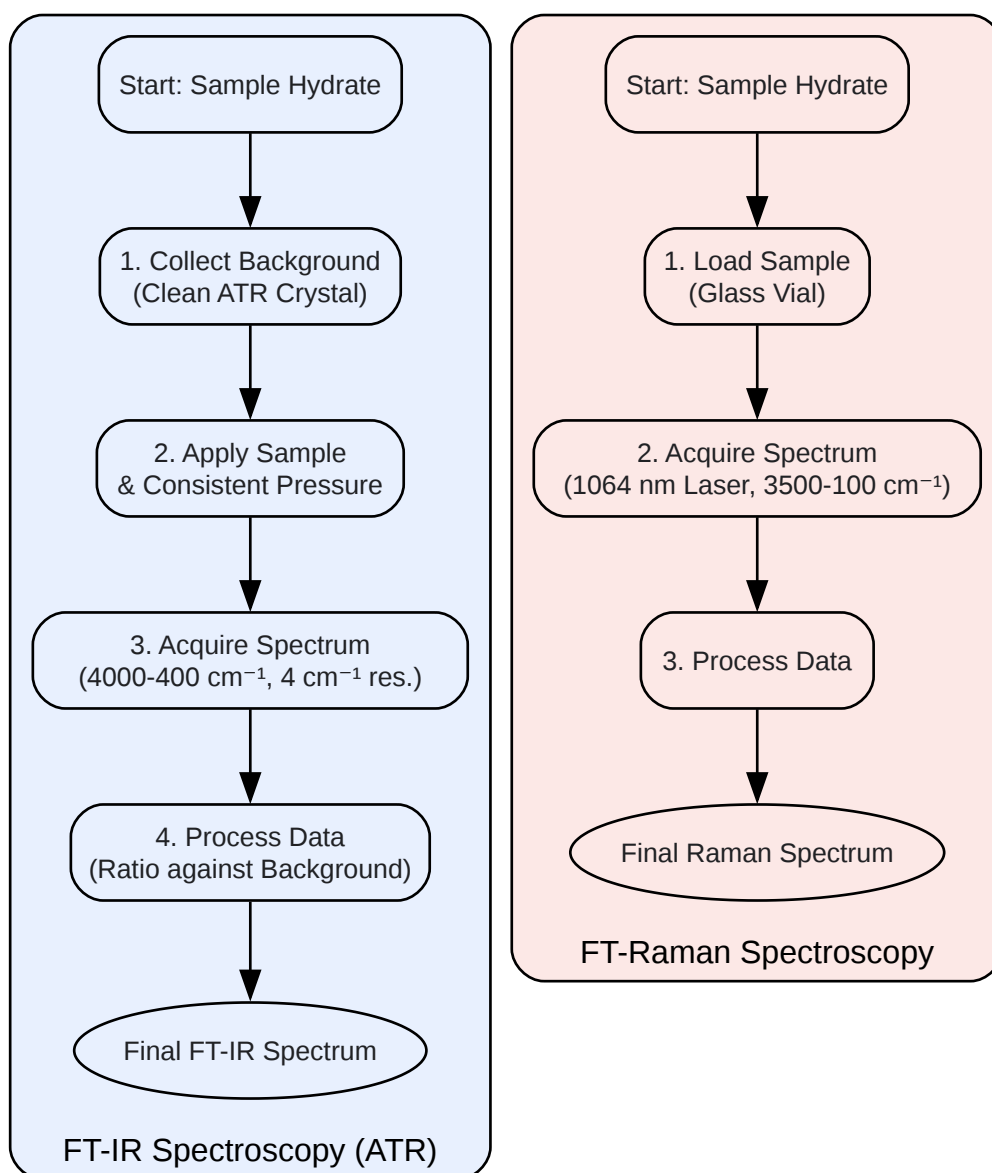 Start: Sample Hydrate
1. Collect Background
(Clean ATR Crystal)
2. Apply Sample
& Consistent Pressure
3. Acquire Spectrum
(4000-400 cm⁻¹, 4 cm⁻¹ res.)
4. Process Data
(Ratio against Background)
Final FT-IR Spectrum
FT-IR Spectroscopy (ATR)
Start: Sample Hydrate
1. Load Sample
(Glass Vial)
2. Acquire Spectrum
(1064 nm Laser, 3500-100 cm⁻¹)
3. Process Data
Final Raman Spectrum
FT-Raman Spectroscopy